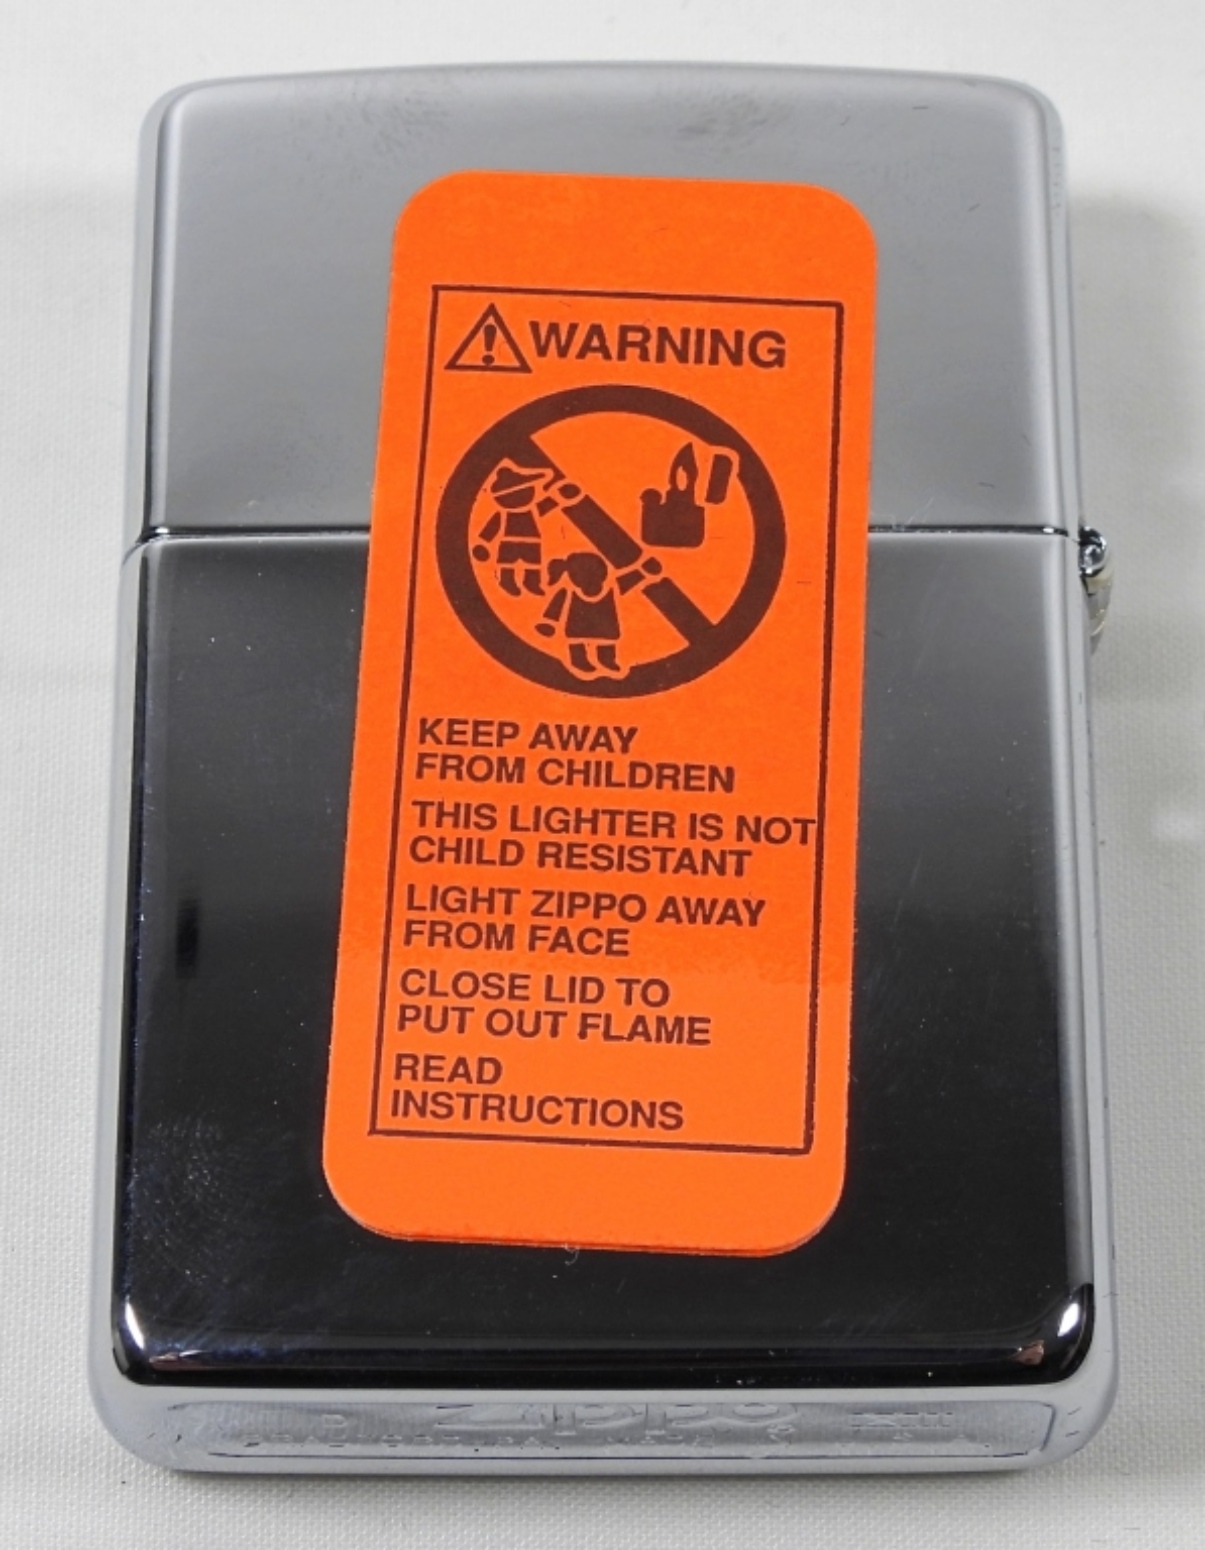 WARNING
KEEP AWAY
FROM CHILDREN
THIS LIGHTER IS NOT
CHILD RESISTANT
LIGHT ZIPPO AWAY
FROM FACE
CLOSE LID TO
PUT OUT FLAME
READ
INSTRUCTIONS
Zippo